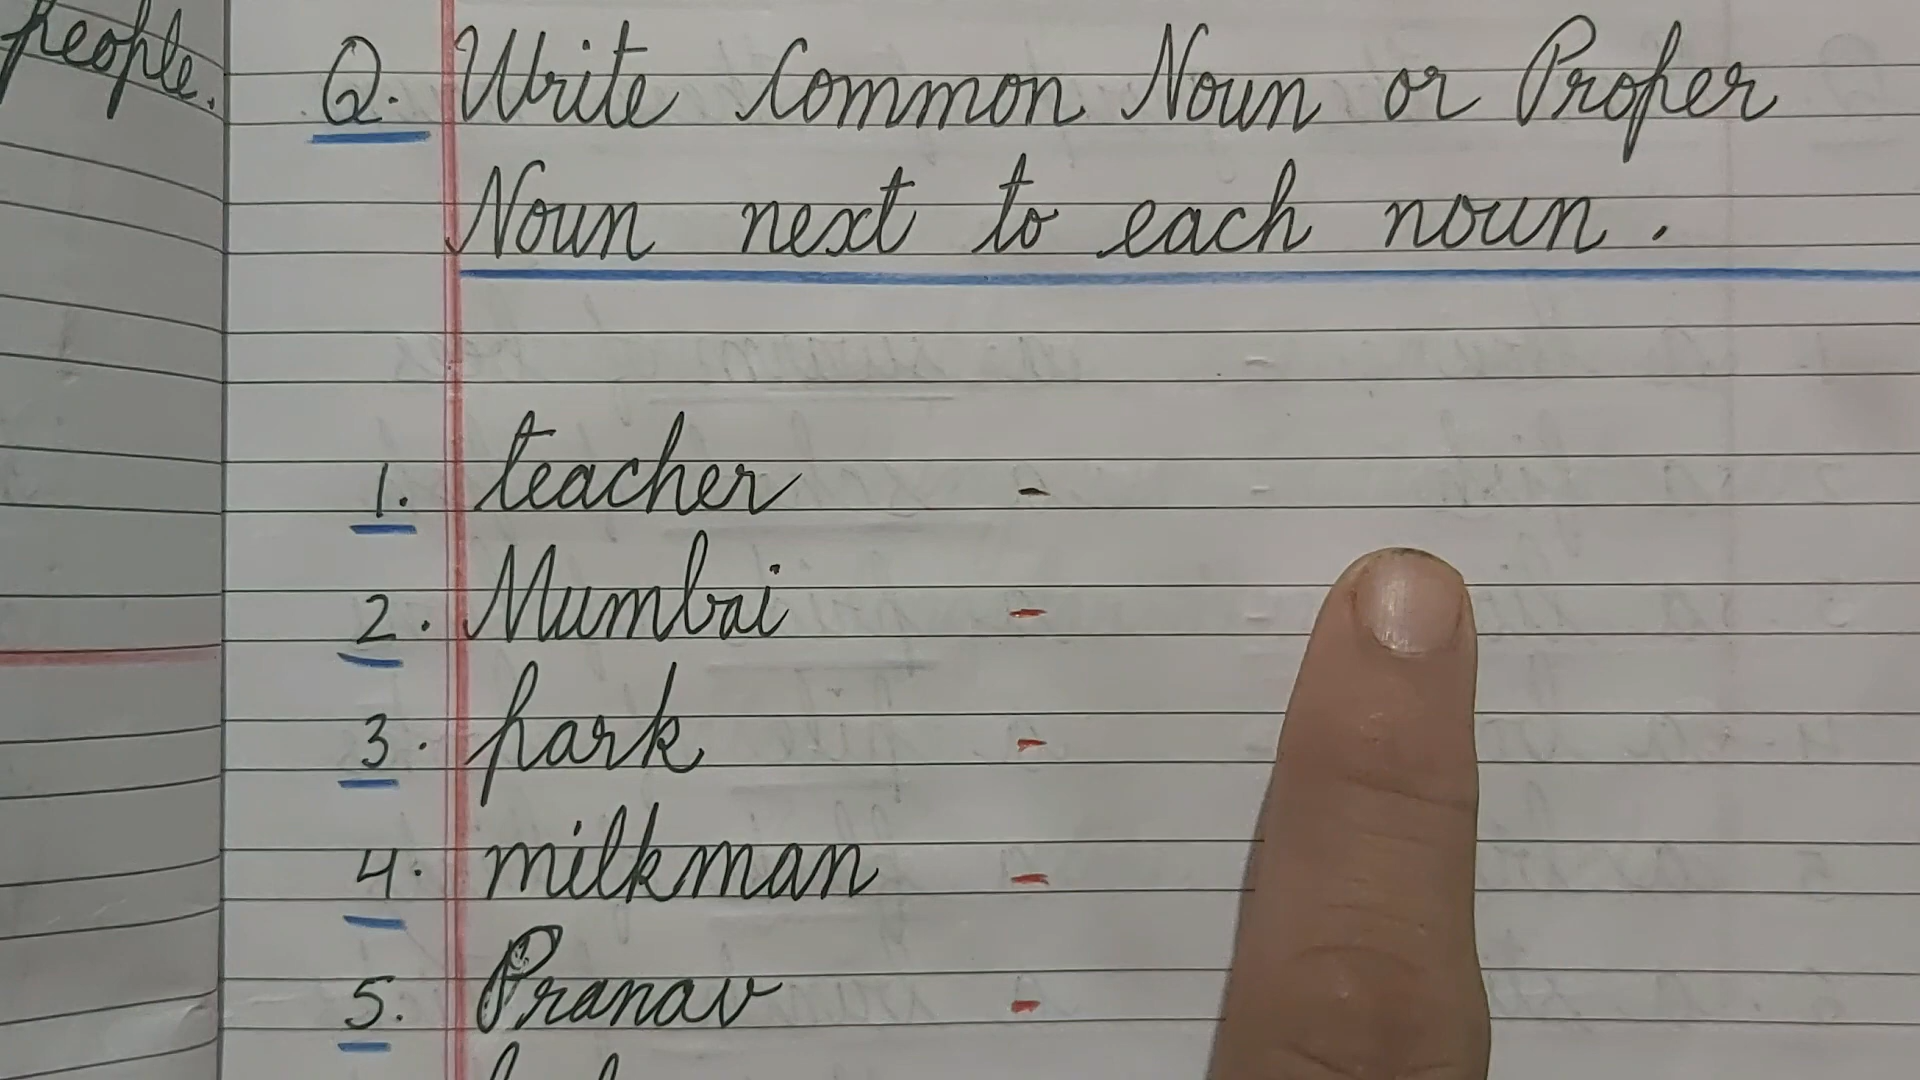 people.
Q. Write Common Noun or Proper
Noun next to each noun.
1. teacher -
2. Mumbai -
3. park -
4. milkman -
5. Pranav -